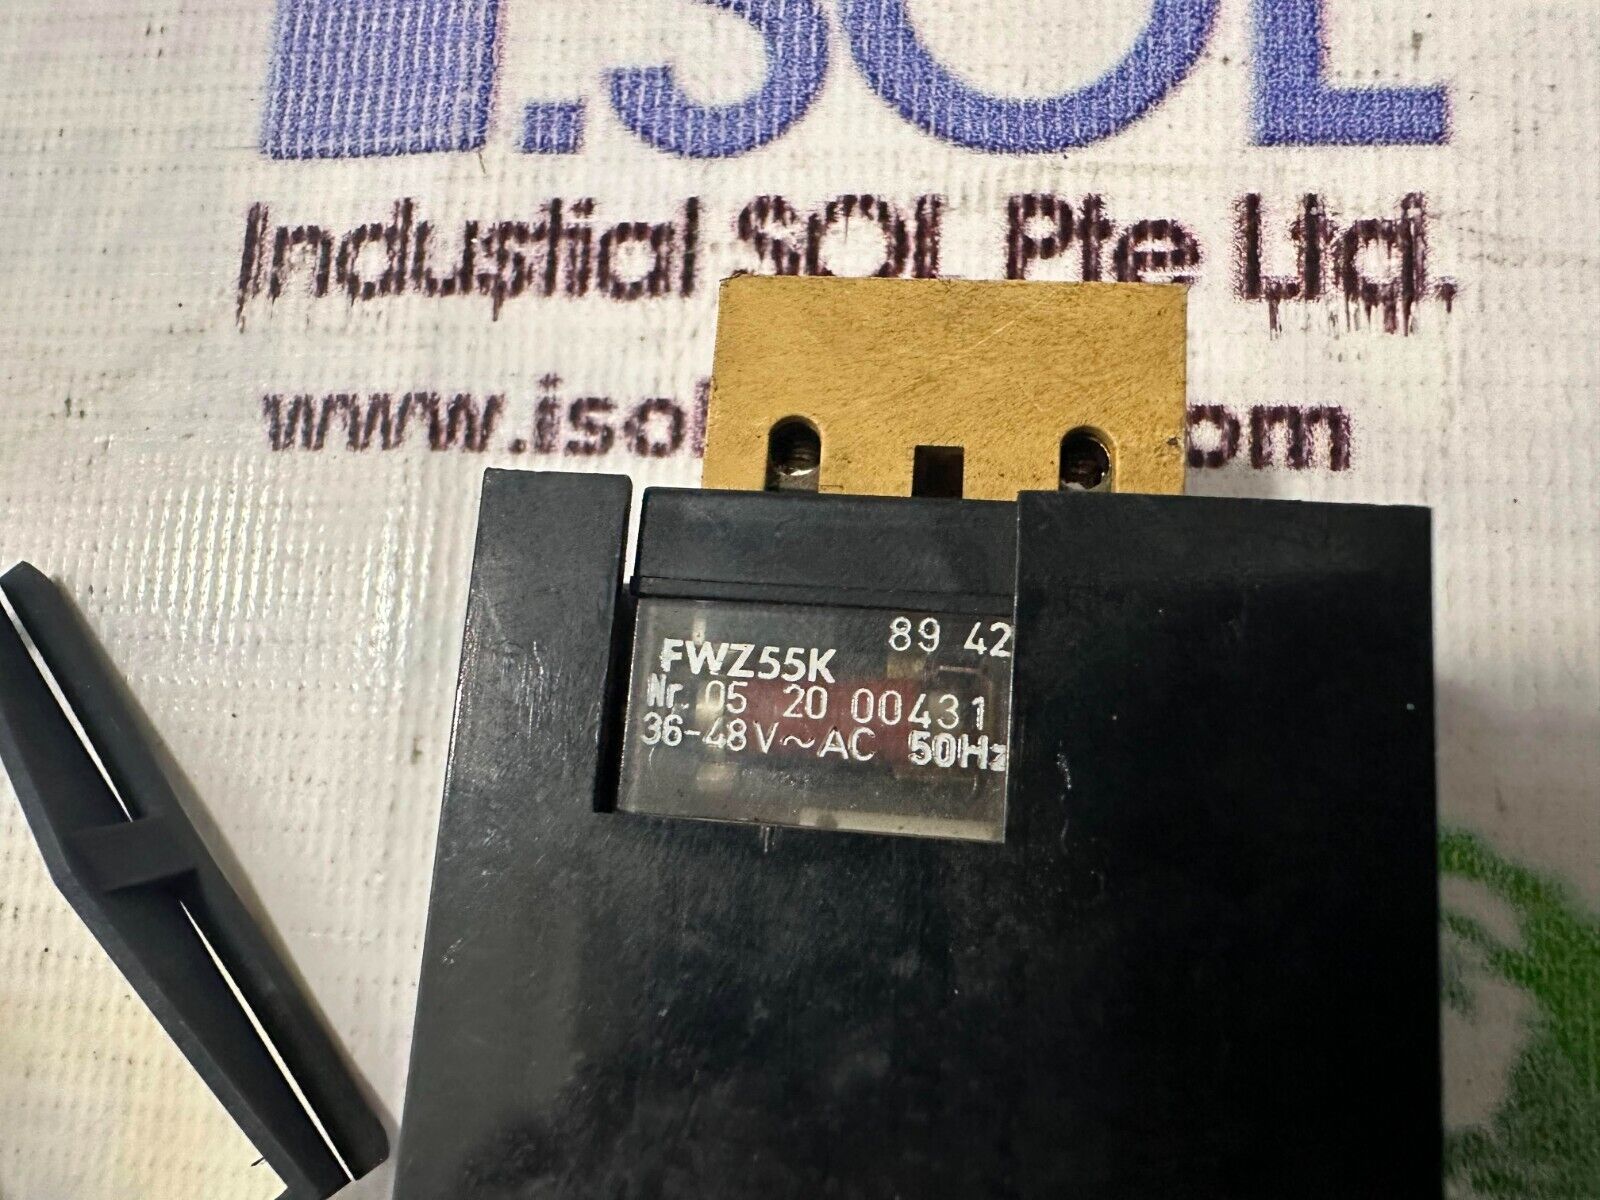 I.SOL
Industial SOL Pte Ltd.
www.isol om
89 42
FWZ55K
Nr. 05 20 00431
36-48V~AC 50Hz